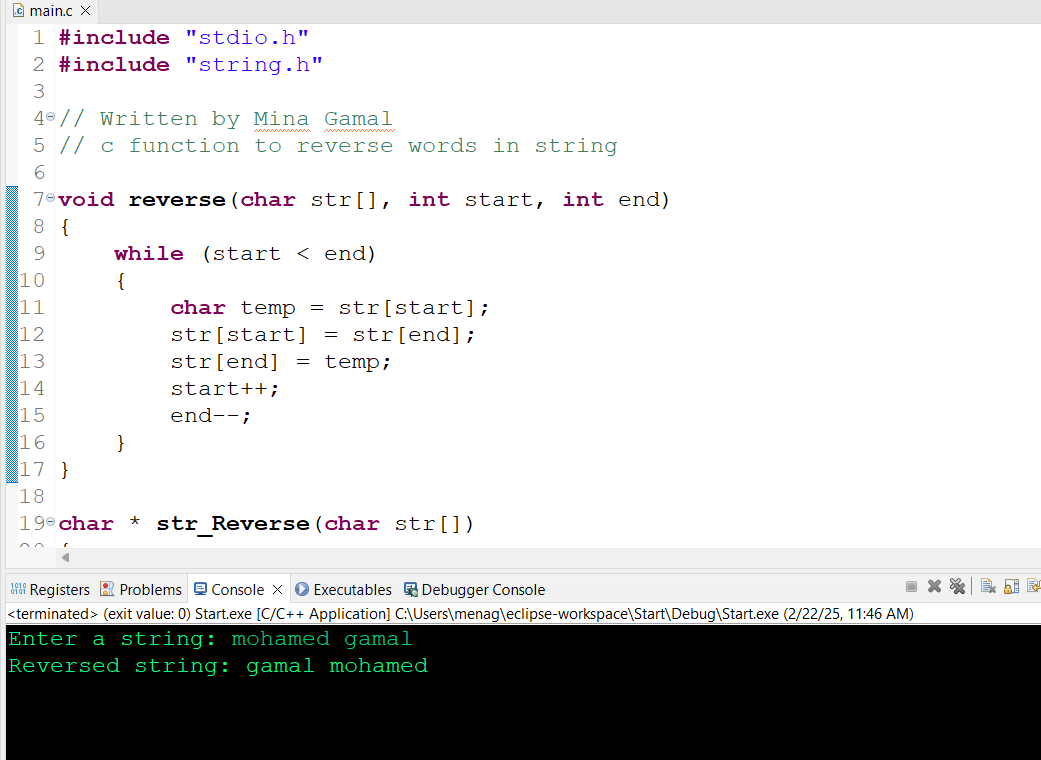 main.c
1 #include "stdio.h"
2 #include "string.h"
3
4 // Written by Mina Gamal
5 // c function to reverse words in string
6
7 void reverse(char str[], int start, int end)
8 {
9 while (start < end)
10 {
11 char temp = str[start];
12 str[start] = str[end];
13 str[end] = temp;
14 start++;
15 end--;
16 }
17 }
18
19 char * str_Reverse(char str[])
Registers Problems Console Executables Debugger Console
<terminated> (exit value: 0) Start.exe [C/C++ Application] C:\Users\menag\eclipse-workspace\Start\Debug\Start.exe (2/22/25, 11:46 AM)
Enter a string: mohamed gamal
Reversed string: gamal mohamed